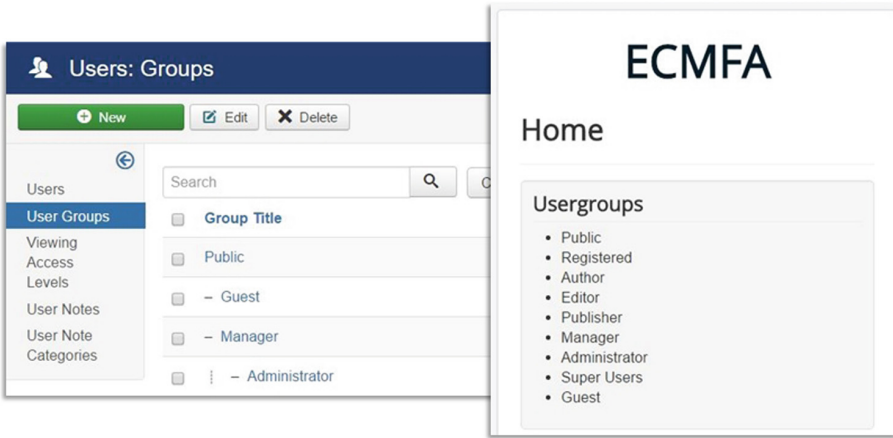 Users: Groups
New
Edit
Delete
Users
User Groups
Viewing
Access
Levels
User Notes
User Note
Categories
Search
C
Group Title
Public
– Guest
– Manager
– Administrator
ECMFA
Home
Usergroups
• Public
• Registered
• Author
• Editor
• Publisher
• Manager
• Administrator
• Super Users
• Guest